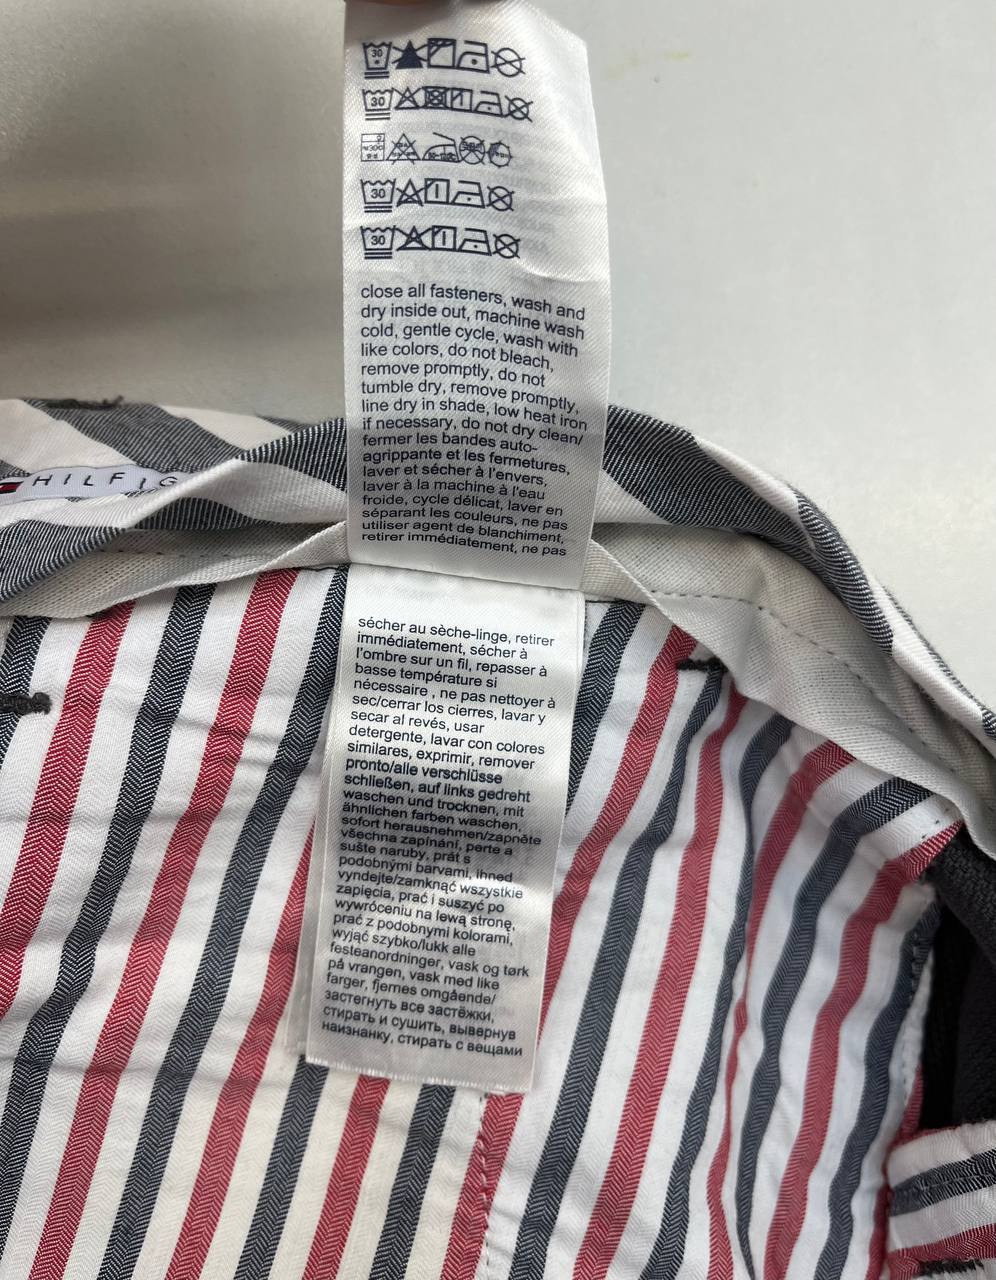 30
30
30
30
close all fasteners, wash and
dry inside out, machine wash
cold, gentle cycle, wash with
like colors, do not bleach,
remove promptly, do not
tumble dry, remove promptly,
line dry in shade, low heat iron
if necessary, do not dry clean/
fermer les bandes auto-
agrippante et les fermetures,
laver et sécher à l'envers,
laver à la machine à l'eau
froide, cycle délicat, laver en
séparant les couleurs, ne pas
utiliser agent de blanchiment,
retirer immédiatement, ne pas
HILFIG
sécher au sèche-linge, retirer
immédiatement, sécher à
l'ombre sur un fil, repasser à
basse température si
nécessaire , ne pas nettoyer à
sec/cerrar los cierres, lavar y
secar al revés, usar
detergente, lavar con colores
similares, exprimir, remover
pronto/alle verschlüsse
schließen, auf links gedreht
waschen und trocknen, mit
ähnlichen farben waschen,
sofort herausnehmen/zapněte
všechna zapínání, perte a
sušte naruby, prát s
podobnými barvami, ihned
vyndejte/zamknąć wszystkie
zapięcia, prać i suszyć po
wywróceniu na lewą stronę,
prać z podobnymi kolorami,
wyjąć szybko/lukk alle
festeanordninger, vask og tørk
på vrangen, vask med like
farger, fjernes omgående/
застегнуть все застёжки,
стирать и сушить, вывернув
наизнанку, стирать с вещами